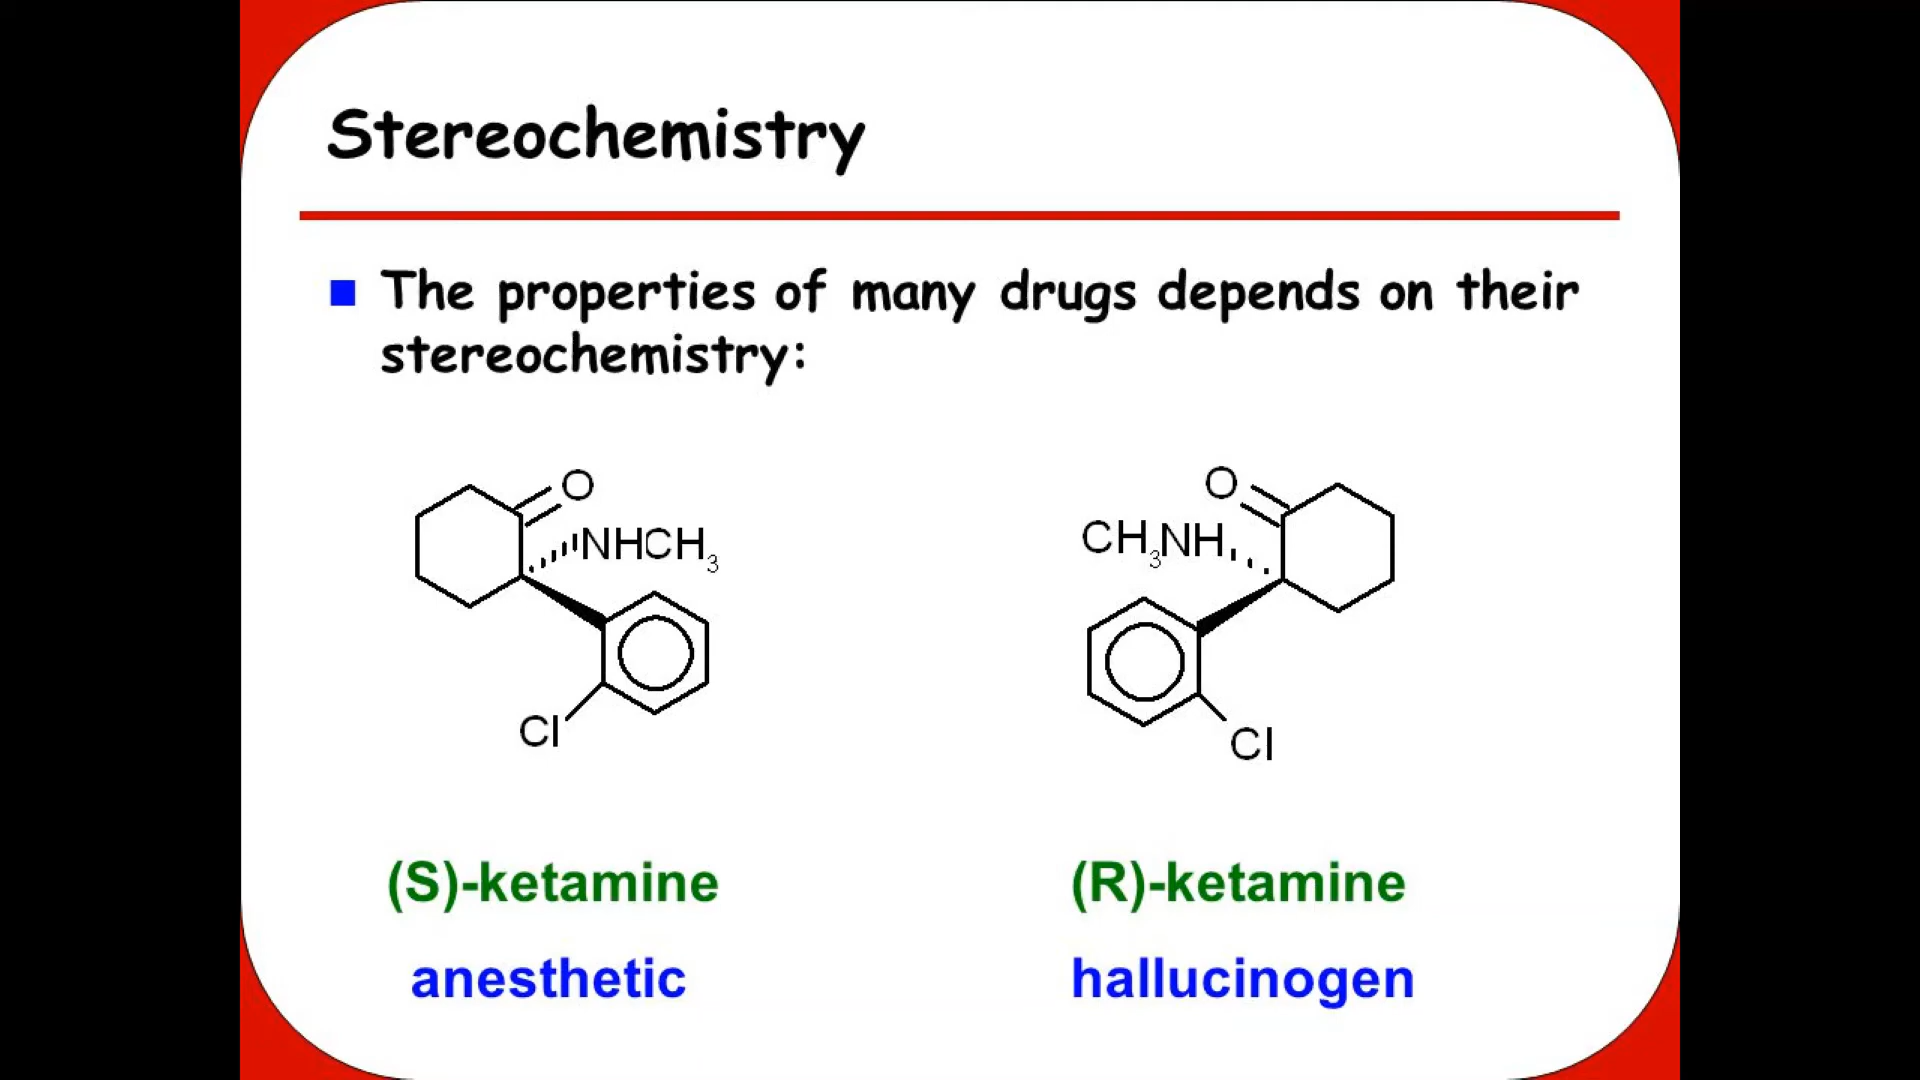 Stereochemistry
The properties of many drugs depends on their
stereochemistry:
O
NHCH3
Cl
O
CH3NH
Cl
(S)-ketamine
(R)-ketamine
anesthetic
hallucinogen